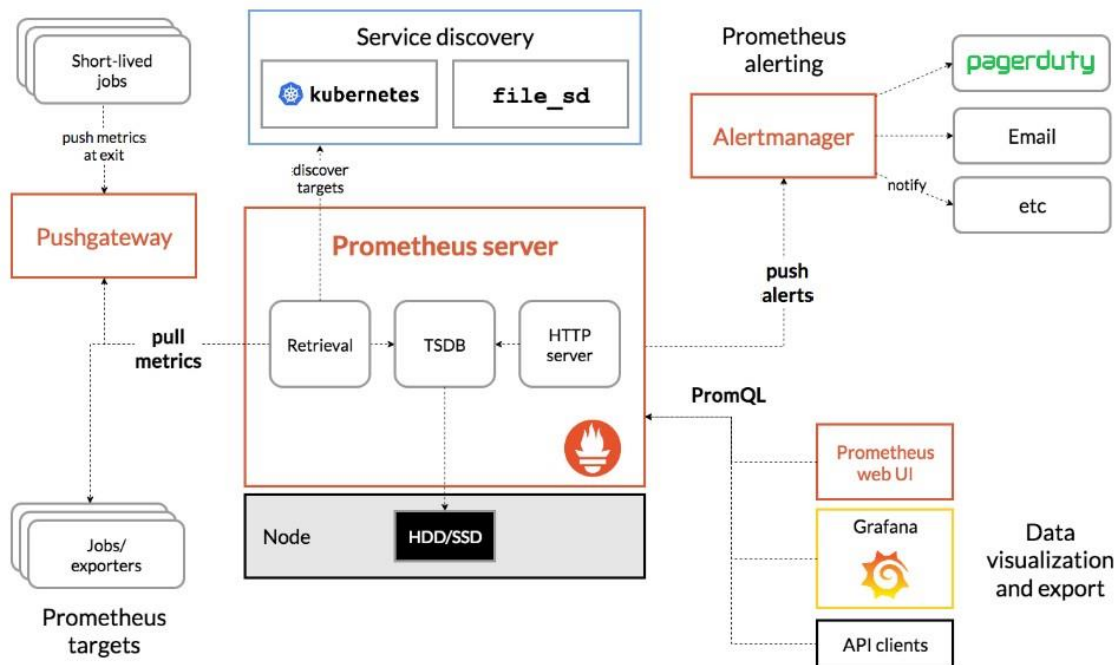 Short-lived
jobs
push metrics
at exit
Pushgateway
pull
metrics
Jobs/
exporters
Prometheus
targets
Service discovery
kubernetes
file_sd
discover
targets
Prometheus server
Retrieval
TSDB
HTTP
server
Node
HDD/SSD
Prometheus
alerting
Alertmanager
pagerduty
Email
notify
etc
push
alerts
PromQL
Prometheus
web UI
Grafana
API clients
Data
visualization
and export